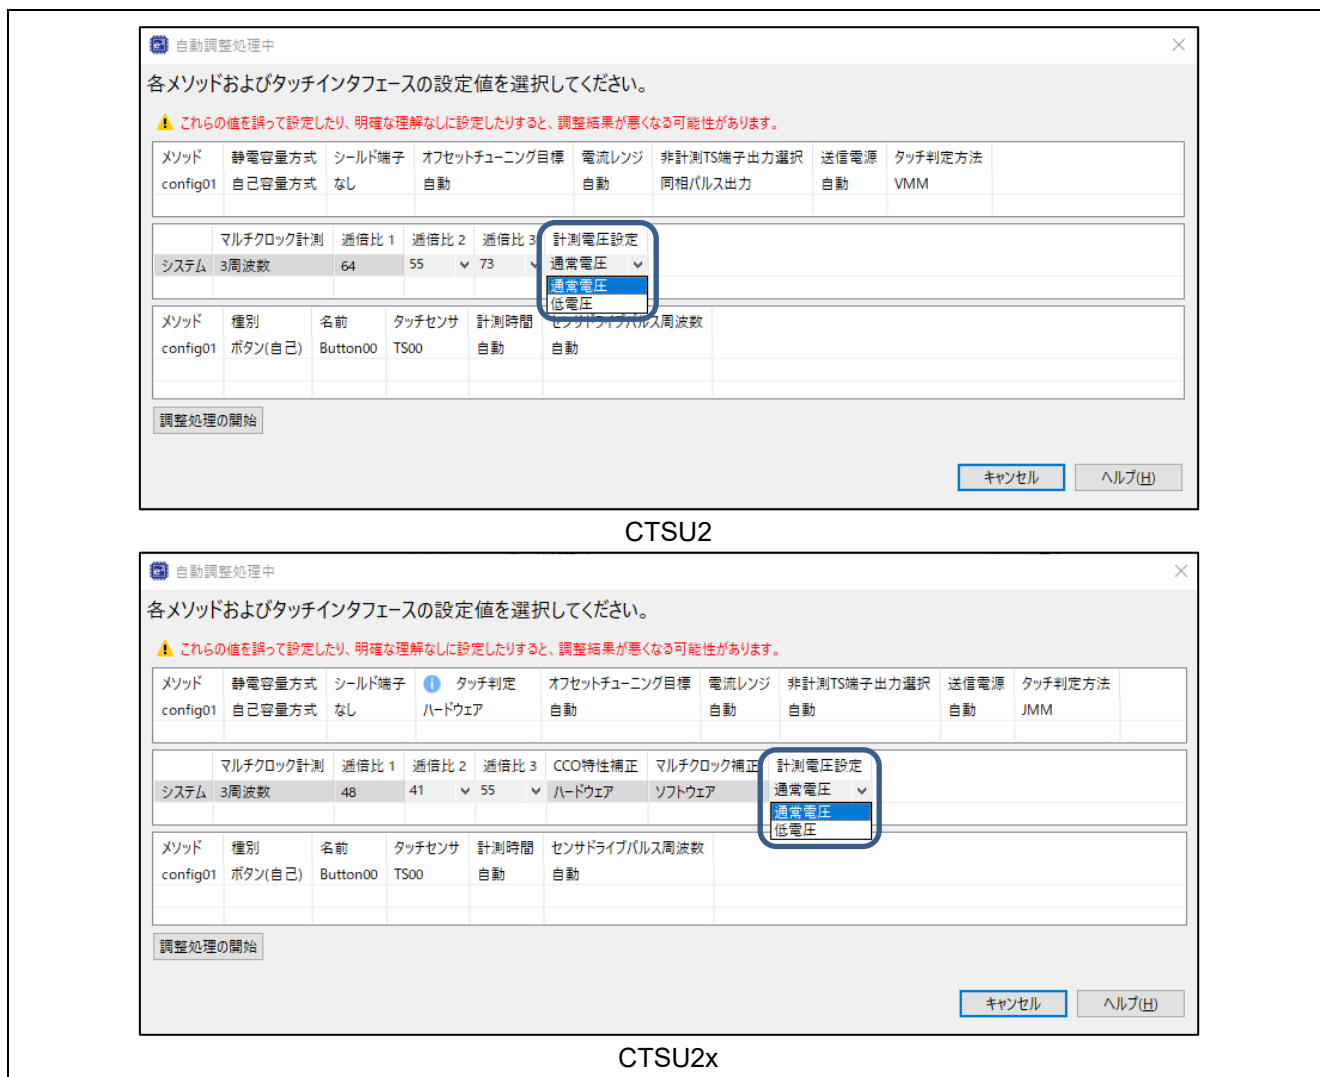 自動調整処理中
各メソッドおよびタッチインタフェースの設定値を選択してください。
これらの値を誤って設定したり、明確な理解なしに設定したりすると、調整結果が悪くなる可能性があります。
メソッド 静電容量方式 シールド端子 オフセットチューニング目標 電流レンジ 非計測TS端子出力選択 送信電源 タッチ判定方法
config01 自己容量方式 なし 自動 自動 同相パルス出力 自動 VMM
マルチクロック計測 逓倍比 1 逓倍比 2 逓倍比 3 計測電圧設定
システム 3周波数 64 55 73 通常電圧
通常電圧
低電圧
メソッド 種別 名前 タッチセンサ 計測時間 センサドライブパルス周波数
config01 ボタン(自己) Button00 TS00 自動 自動
調整処理の開始
キャンセル ヘルプ(H)
CTSU2
自動調整処理中
各メソッドおよびタッチインタフェースの設定値を選択してください。
これらの値を誤って設定したり、明確な理解なしに設定したりすると、調整結果が悪くなる可能性があります。
メソッド 静電容量方式 シールド端子 タッチ判定 オフセットチューニング目標 電流レンジ 非計測TS端子出力選択 送信電源 タッチ判定方法
config01 自己容量方式 なし ハードウェア 自動 自動 自動 自動 JMM
マルチクロック計測 逓倍比 1 逓倍比 2 逓倍比 3 CCO特性補正 マルチクロック補正 計測電圧設定
システム 3周波数 48 41 55 ハードウェア ソフトウェア 通常電圧
通常電圧
低電圧
メソッド 種別 名前 タッチセンサ 計測時間 センサドライブパルス周波数
config01 ボタン(自己) Button00 TS00 自動 自動
調整処理の開始
キャンセル ヘルプ(H)
CTSU2x